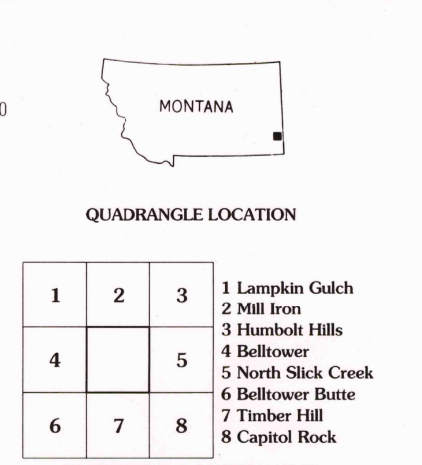 0
MONTANA
QUADRANGLE LOCATION
1 2 3
4 5
6 7 8
1 Lampkin Gulch
2 Mill Iron
3 Humbolt Hills
4 Belltower
5 North Slick Creek
6 Belltower Butte
7 Timber Hill
8 Capitol Rock